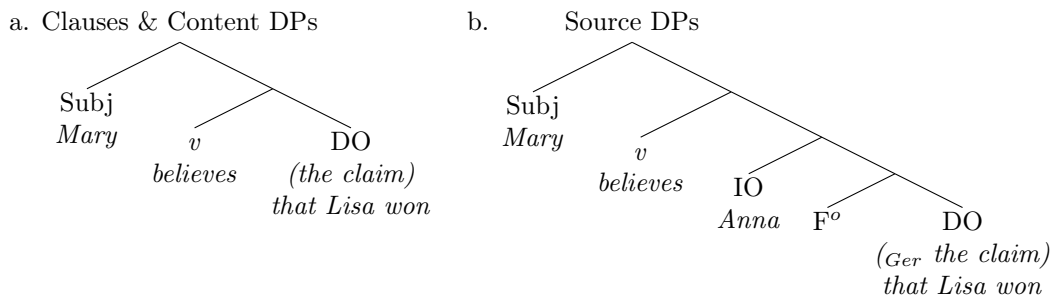 a. Clauses & Content DPs
Subj
Mary
v
believes
DO
(the claim)
that Lisa won
b. Source DPs
Subj
Mary
v
believes
IO
Anna
Fᵒ
DO
(Ger the claim)
that Lisa won